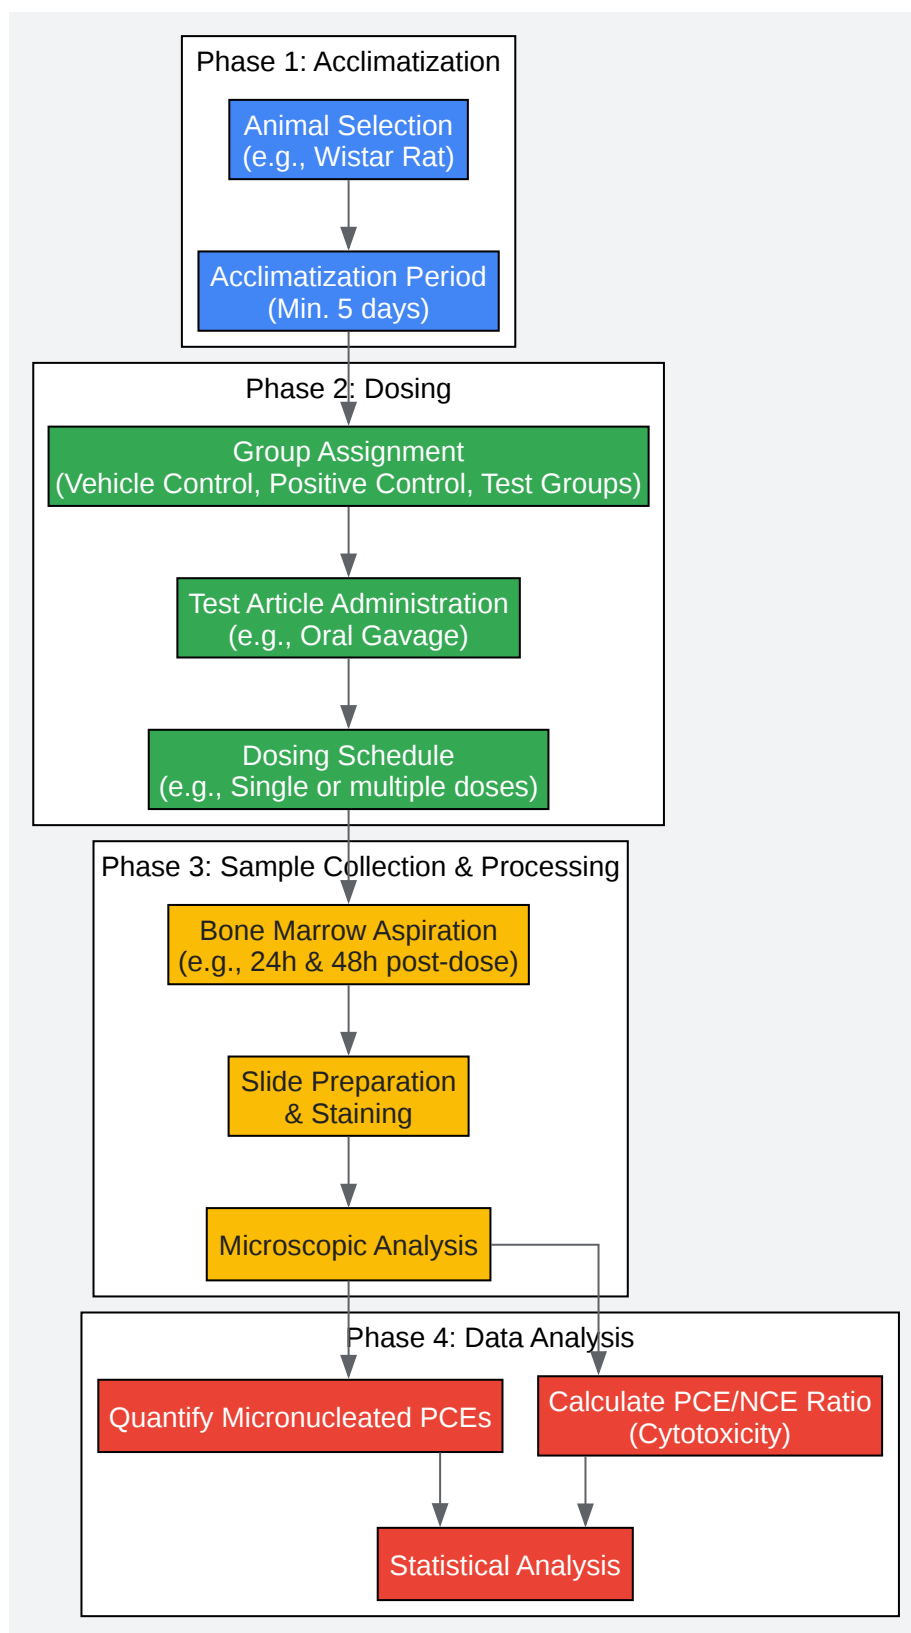 Phase 1: Acclimatization
Animal Selection
(e.g., Wistar Rat)
Acclimatization Period
(Min. 5 days)
Phase 2: Dosing
Group Assignment
(Vehicle Control, Positive Control, Test Groups)
Test Article Administration
(e.g., Oral Gavage)
Dosing Schedule
(e.g., Single or multiple doses)
Phase 3: Sample Collection & Processing
Bone Marrow Aspiration
(e.g., 24h & 48h post-dose)
Slide Preparation
& Staining
Microscopic Analysis
Phase 4: Data Analysis
Quantify Micronucleated PCEs
Calculate PCE/NCE Ratio
(Cytotoxicity)
Statistical Analysis